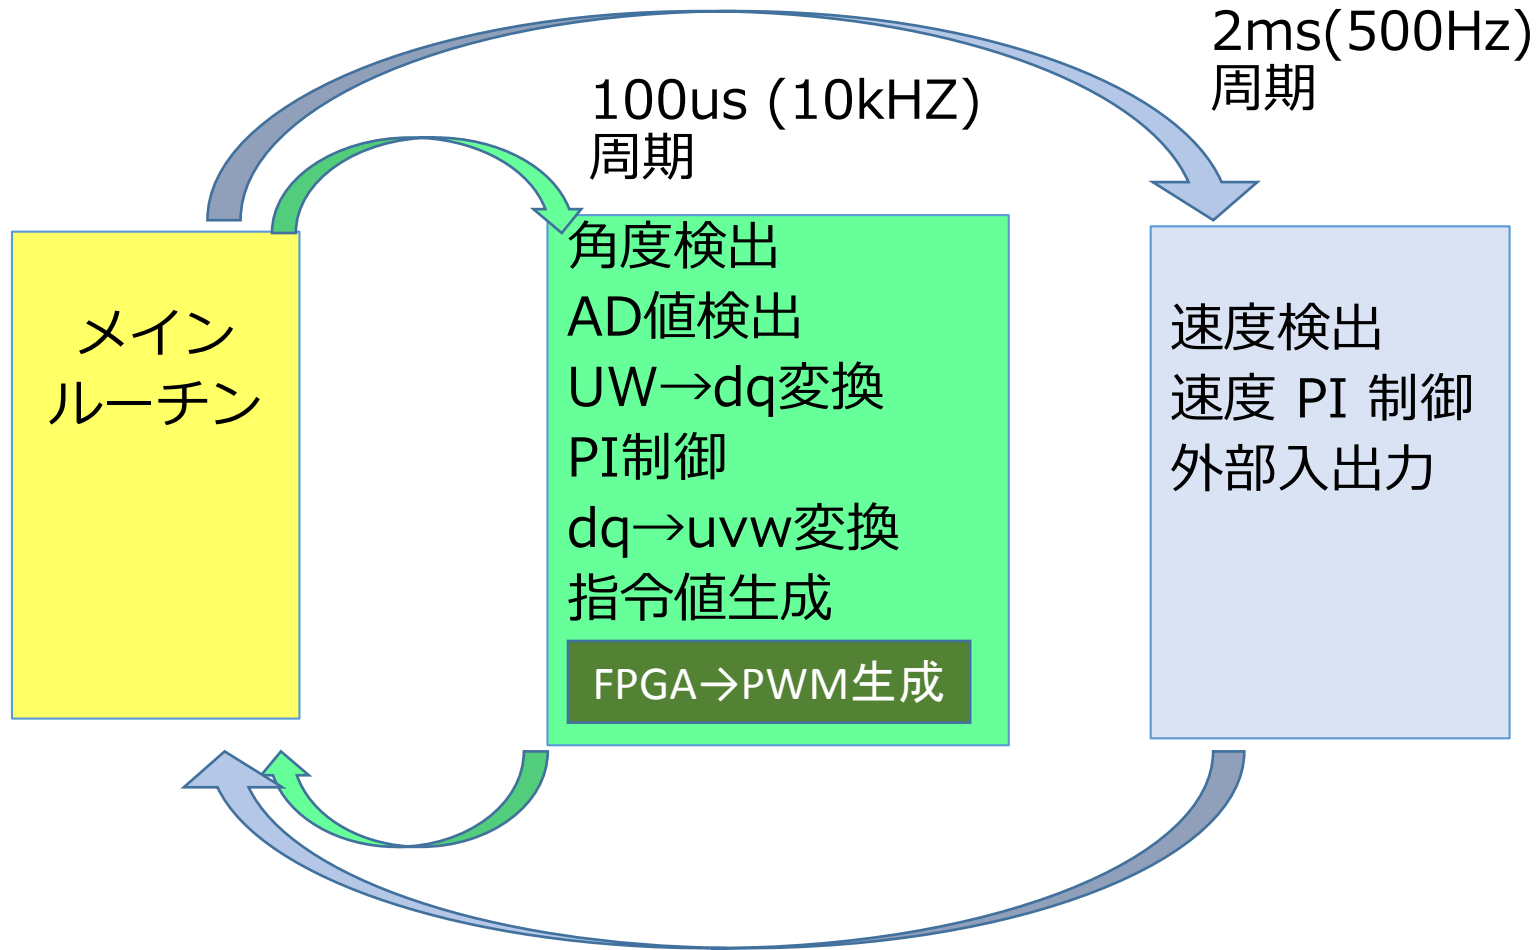 2ms(500Hz)
周期
100us (10kHZ)
周期
メイン
ルーチン
角度検出
AD値検出
UW→dq変換
PI制御
dq→uvw変換
指令値生成
FPGA→PWM生成
速度検出
速度 PI 制御
外部入出力